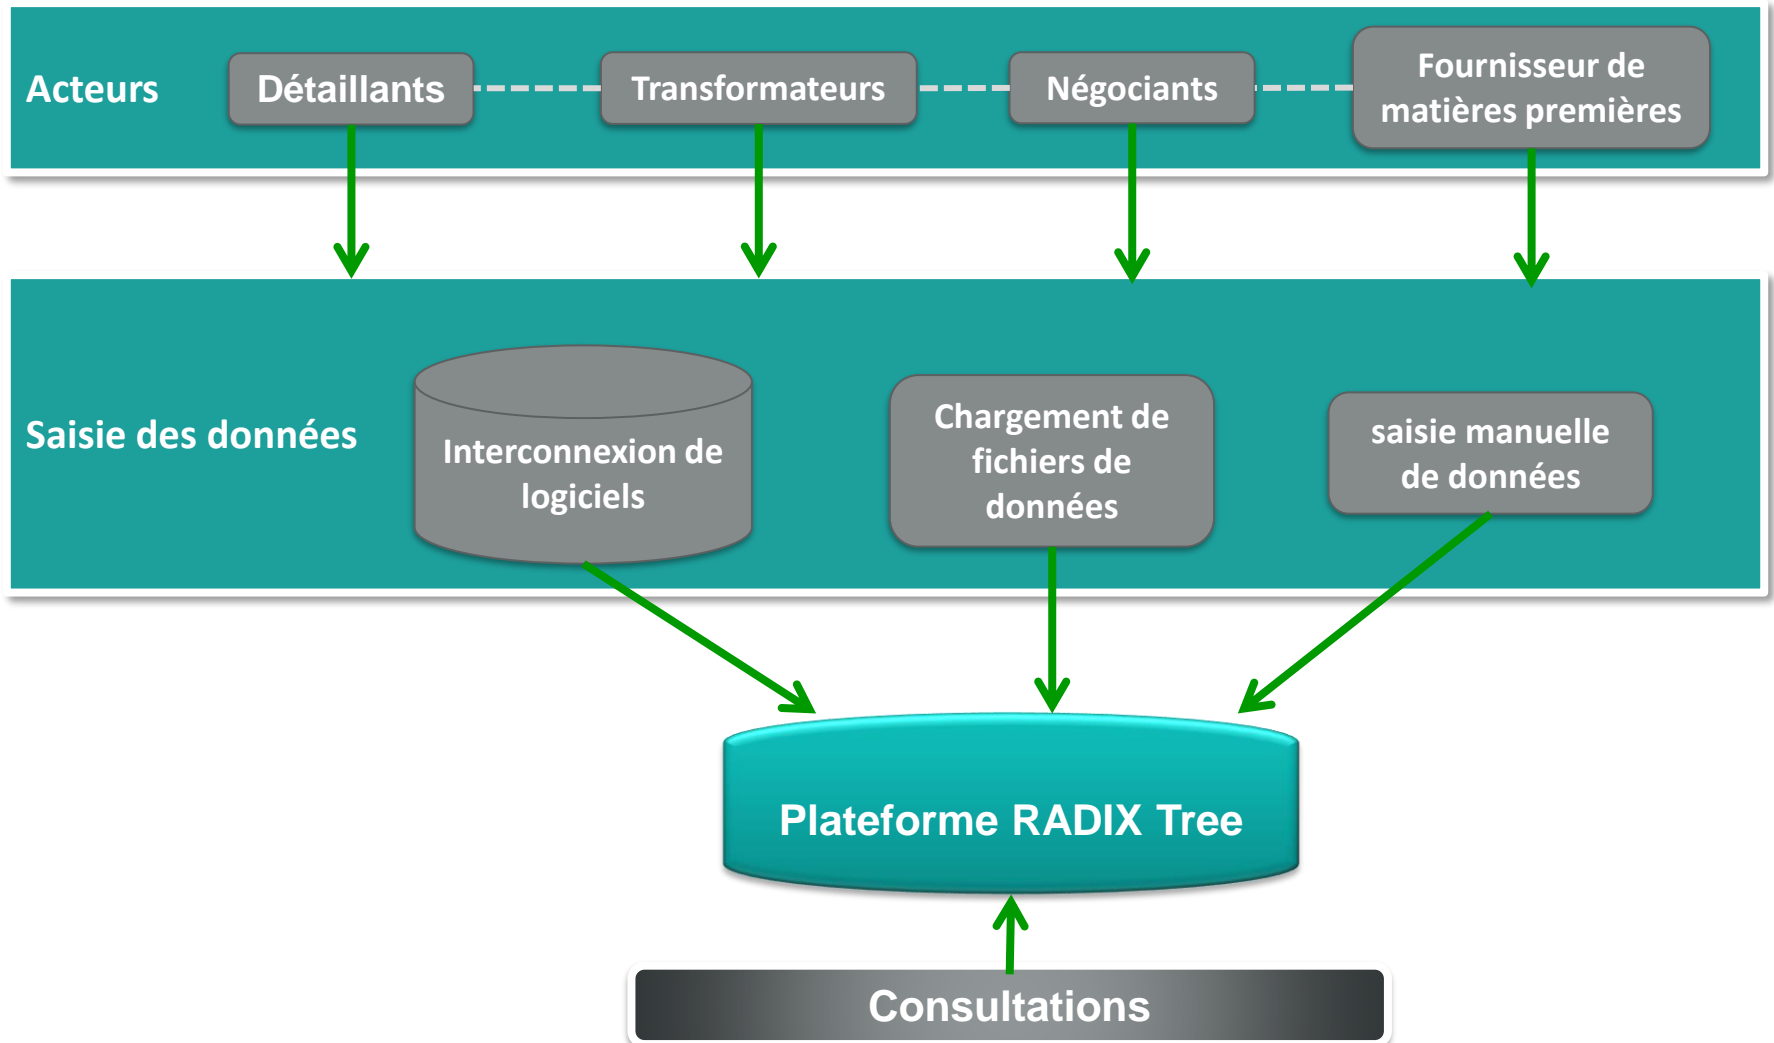 Acteurs
Détaillants
Transformateurs
Négociants
Fournisseur de
matières premières
Saisie des données
Interconnexion de
logiciels
Chargement de
fichiers de
données
saisie manuelle
de données
Plateforme RADIX Tree
Consultations